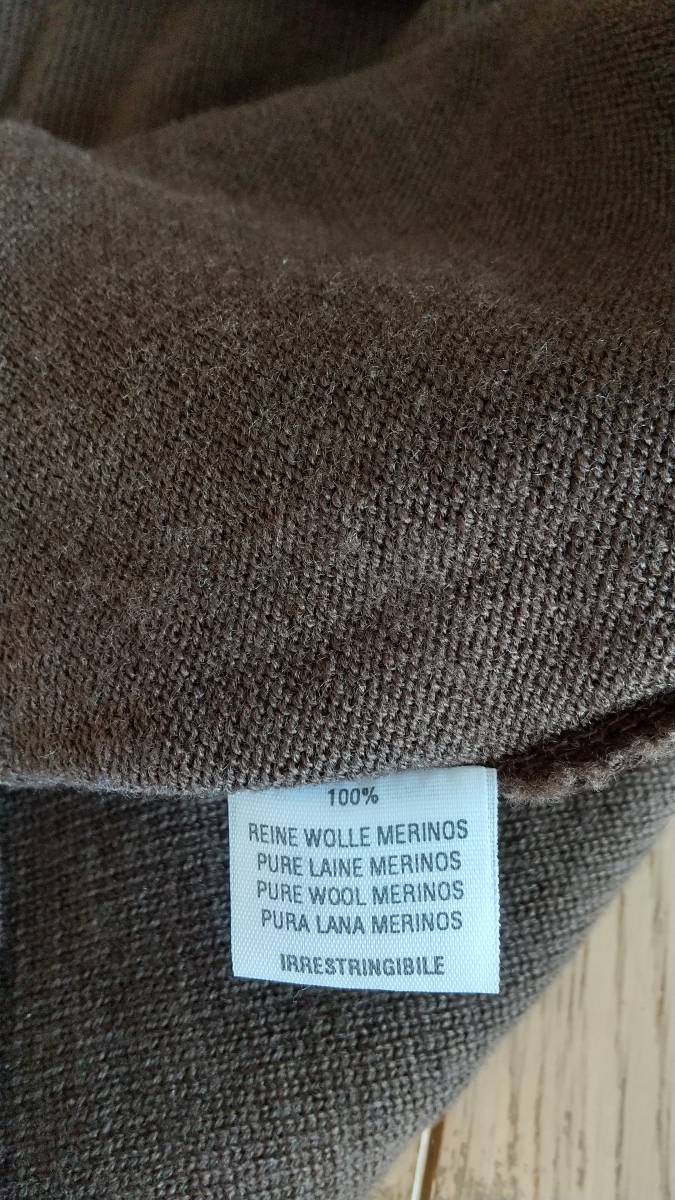 100%
REINE WOLLE MERINOS
PURE LAINE MERINOS
PURE WOOL MERINOS
PURA LANA MERINOS
IRRESTRINGIBILE